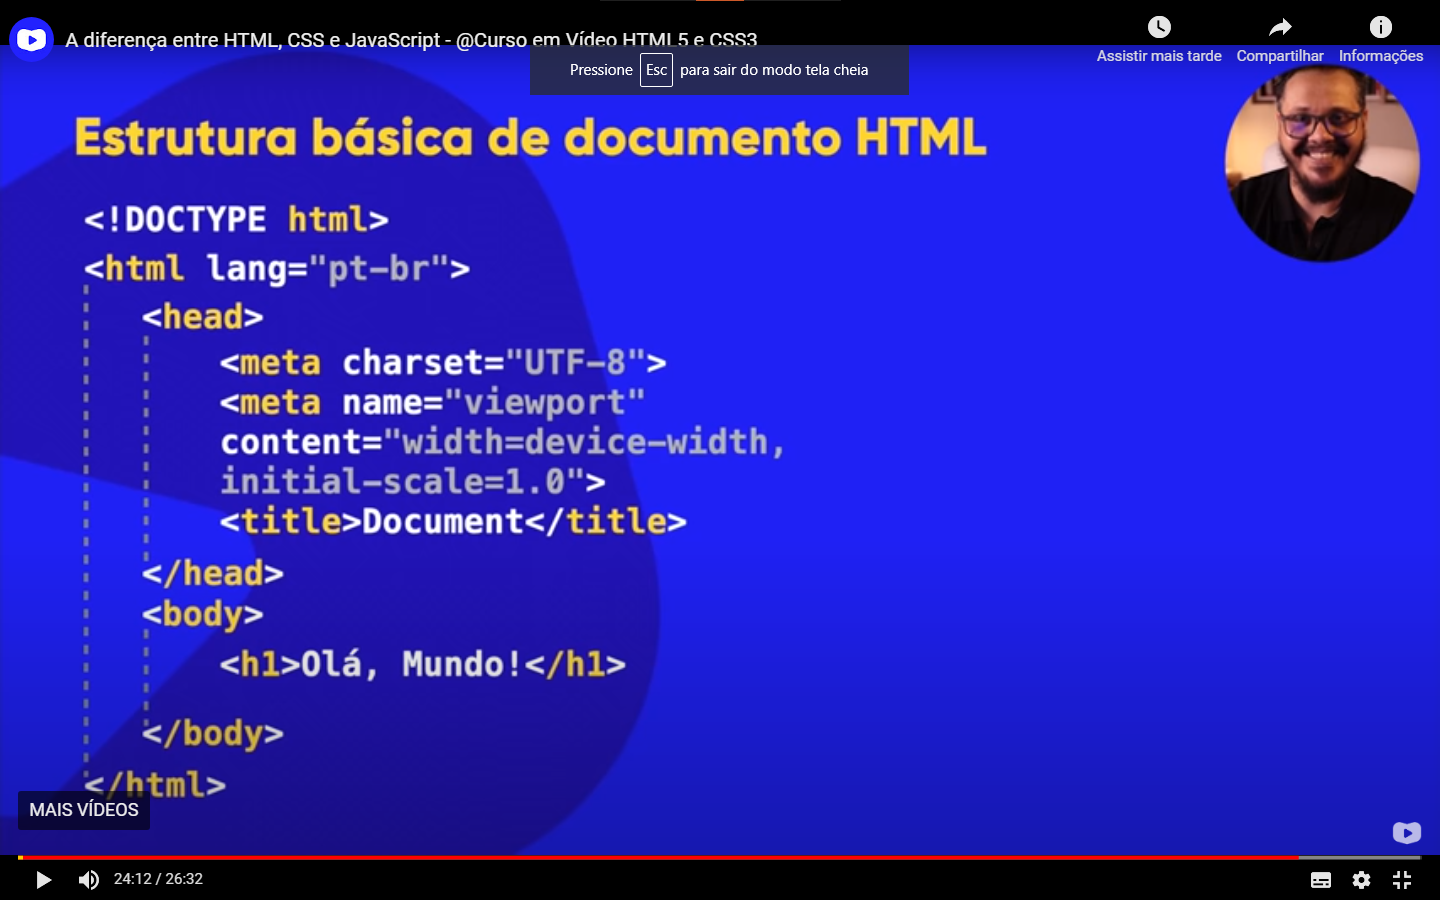 A diferença entre HTML, CSS e JavaScript - @Curso em Vídeo HTML5 e CSS3
Assistir mais tarde
Compartilhar
Informações
Pressione Esc para sair do modo tela cheia
Estrutura básica de documento HTML
<!DOCTYPE html>
<html lang="pt-br">
<head>
<meta charset="UTF-8">
<meta name="viewport"
content="width=device-width,
initial-scale=1.0">
<title>Document</title>
</head>
<body>
<h1>Olá, Mundo!</h1>
</body>
</html>
MAIS VÍDEOS
24:12 / 26:32